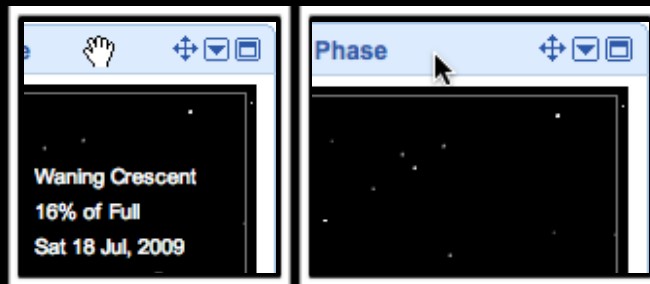 e
Waning Crescent
16% of Full
Sat 18 Jul, 2009
Phase